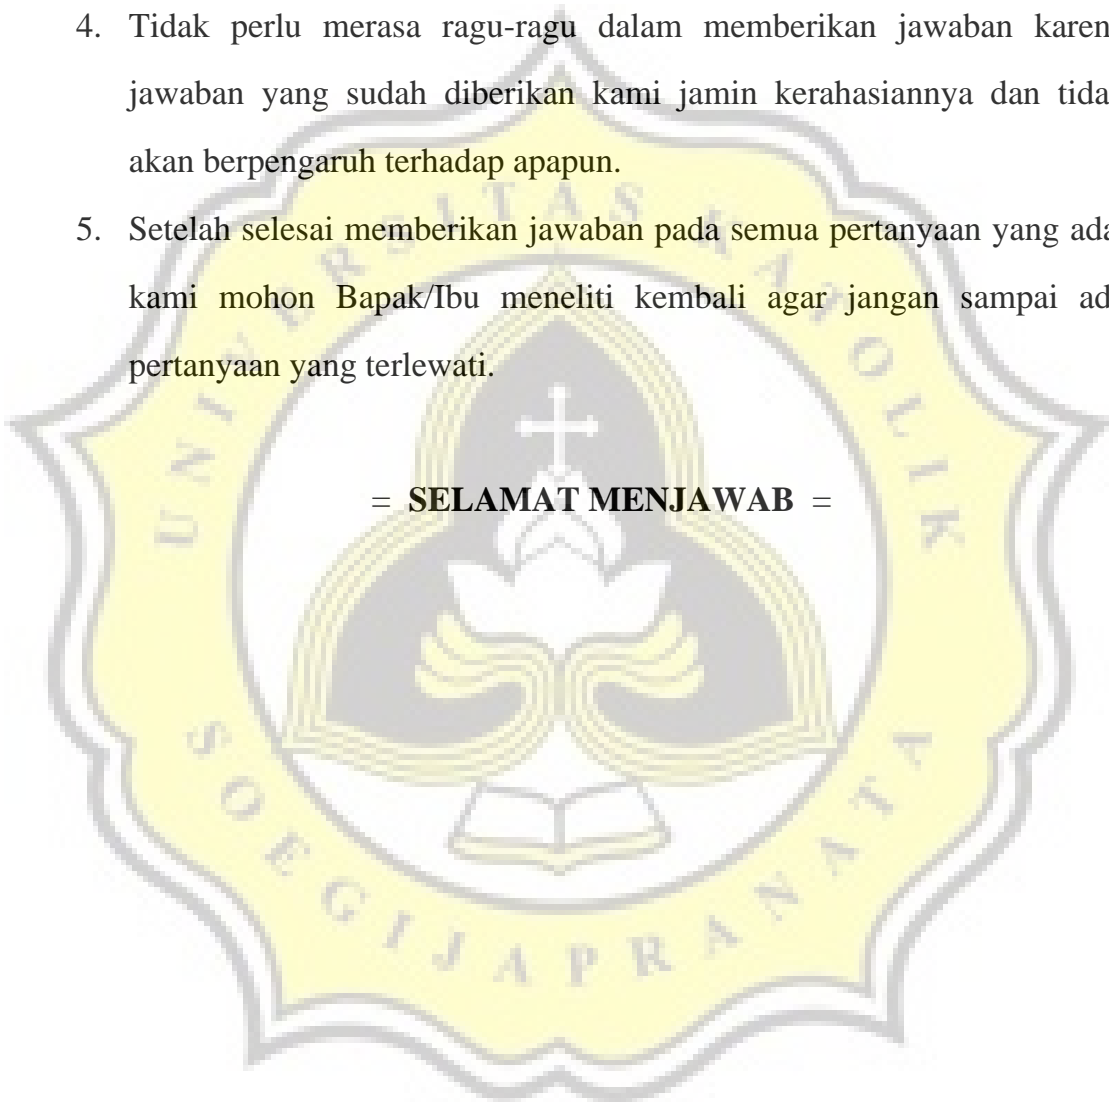 4. Tidak perlu merasa ragu-ragu dalam memberikan jawaban karen
jawaban yang sudah diberikan kami jamin kerahasiannya dan tida
akan berpengaruh terhadap apapun.
5. Setelah selesai memberikan jawaban pada semua pertanyaan yang ada
kami mohon Bapak/Ibu meneliti kembali agar jangan sampai ad
pertanyaan yang terlewati.
= SELAMAT MENJAWAB =
UNIVERSITAS KATOLIK
SOEGIJAPRANATA